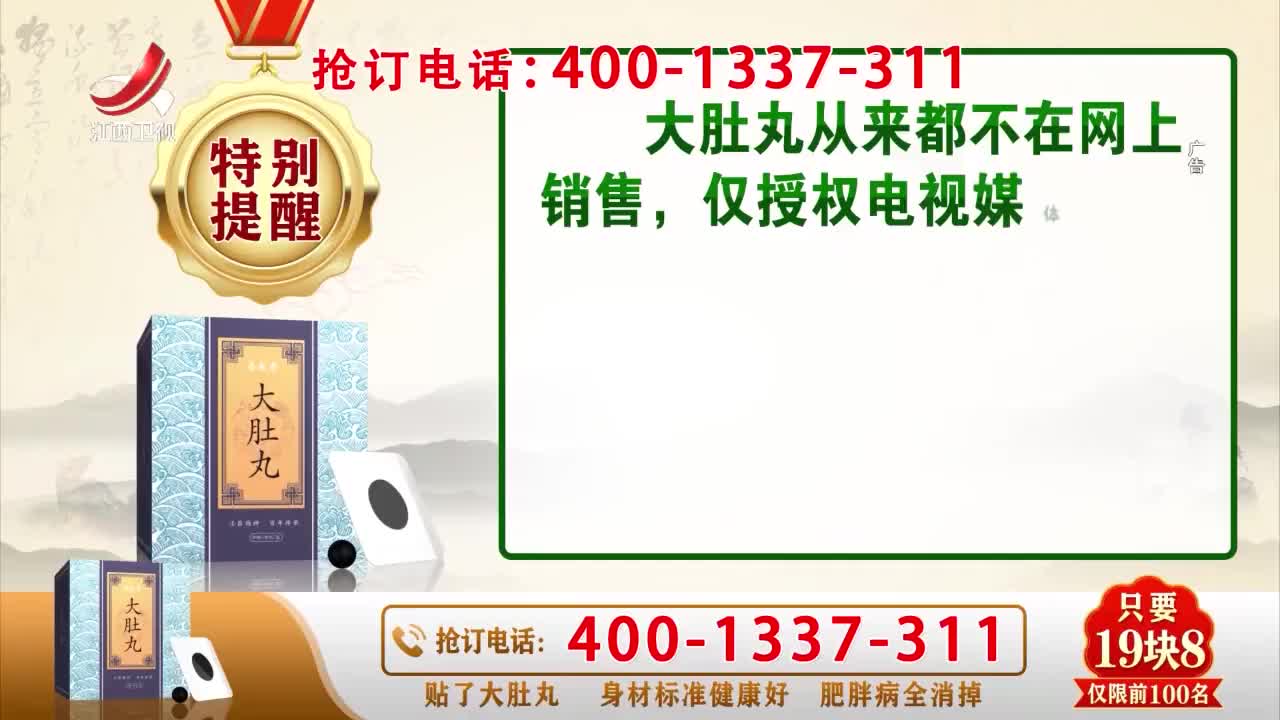 抢订电话：400-1337-311
江西卫视
特别
提醒
大肚丸从来都不在网上
销售，仅授权电视媒体
广告
大肚丸
大肚丸
抢订电话：400-1337-311
贴了大肚丸 身材标准健康好 肥胖病全消掉
只要
19块8
仅限前100名